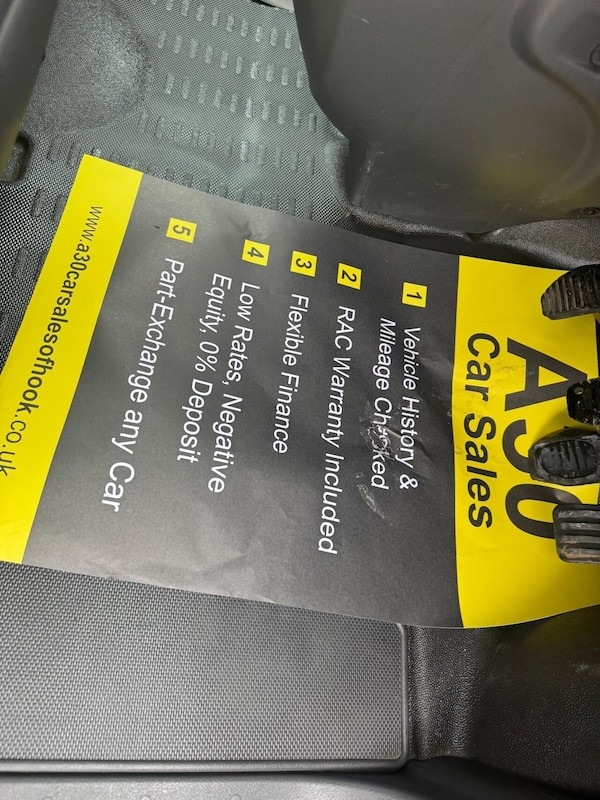 A30
Car Sales
1 Vehicle History &
Mileage Checked
2 RAC Warranty Included
3 Flexible Finance
4 Low Rates, Negative
Equity, 0% Deposit
5 Part-Exchange any Car
www.a30carsalesofhook.co.uk